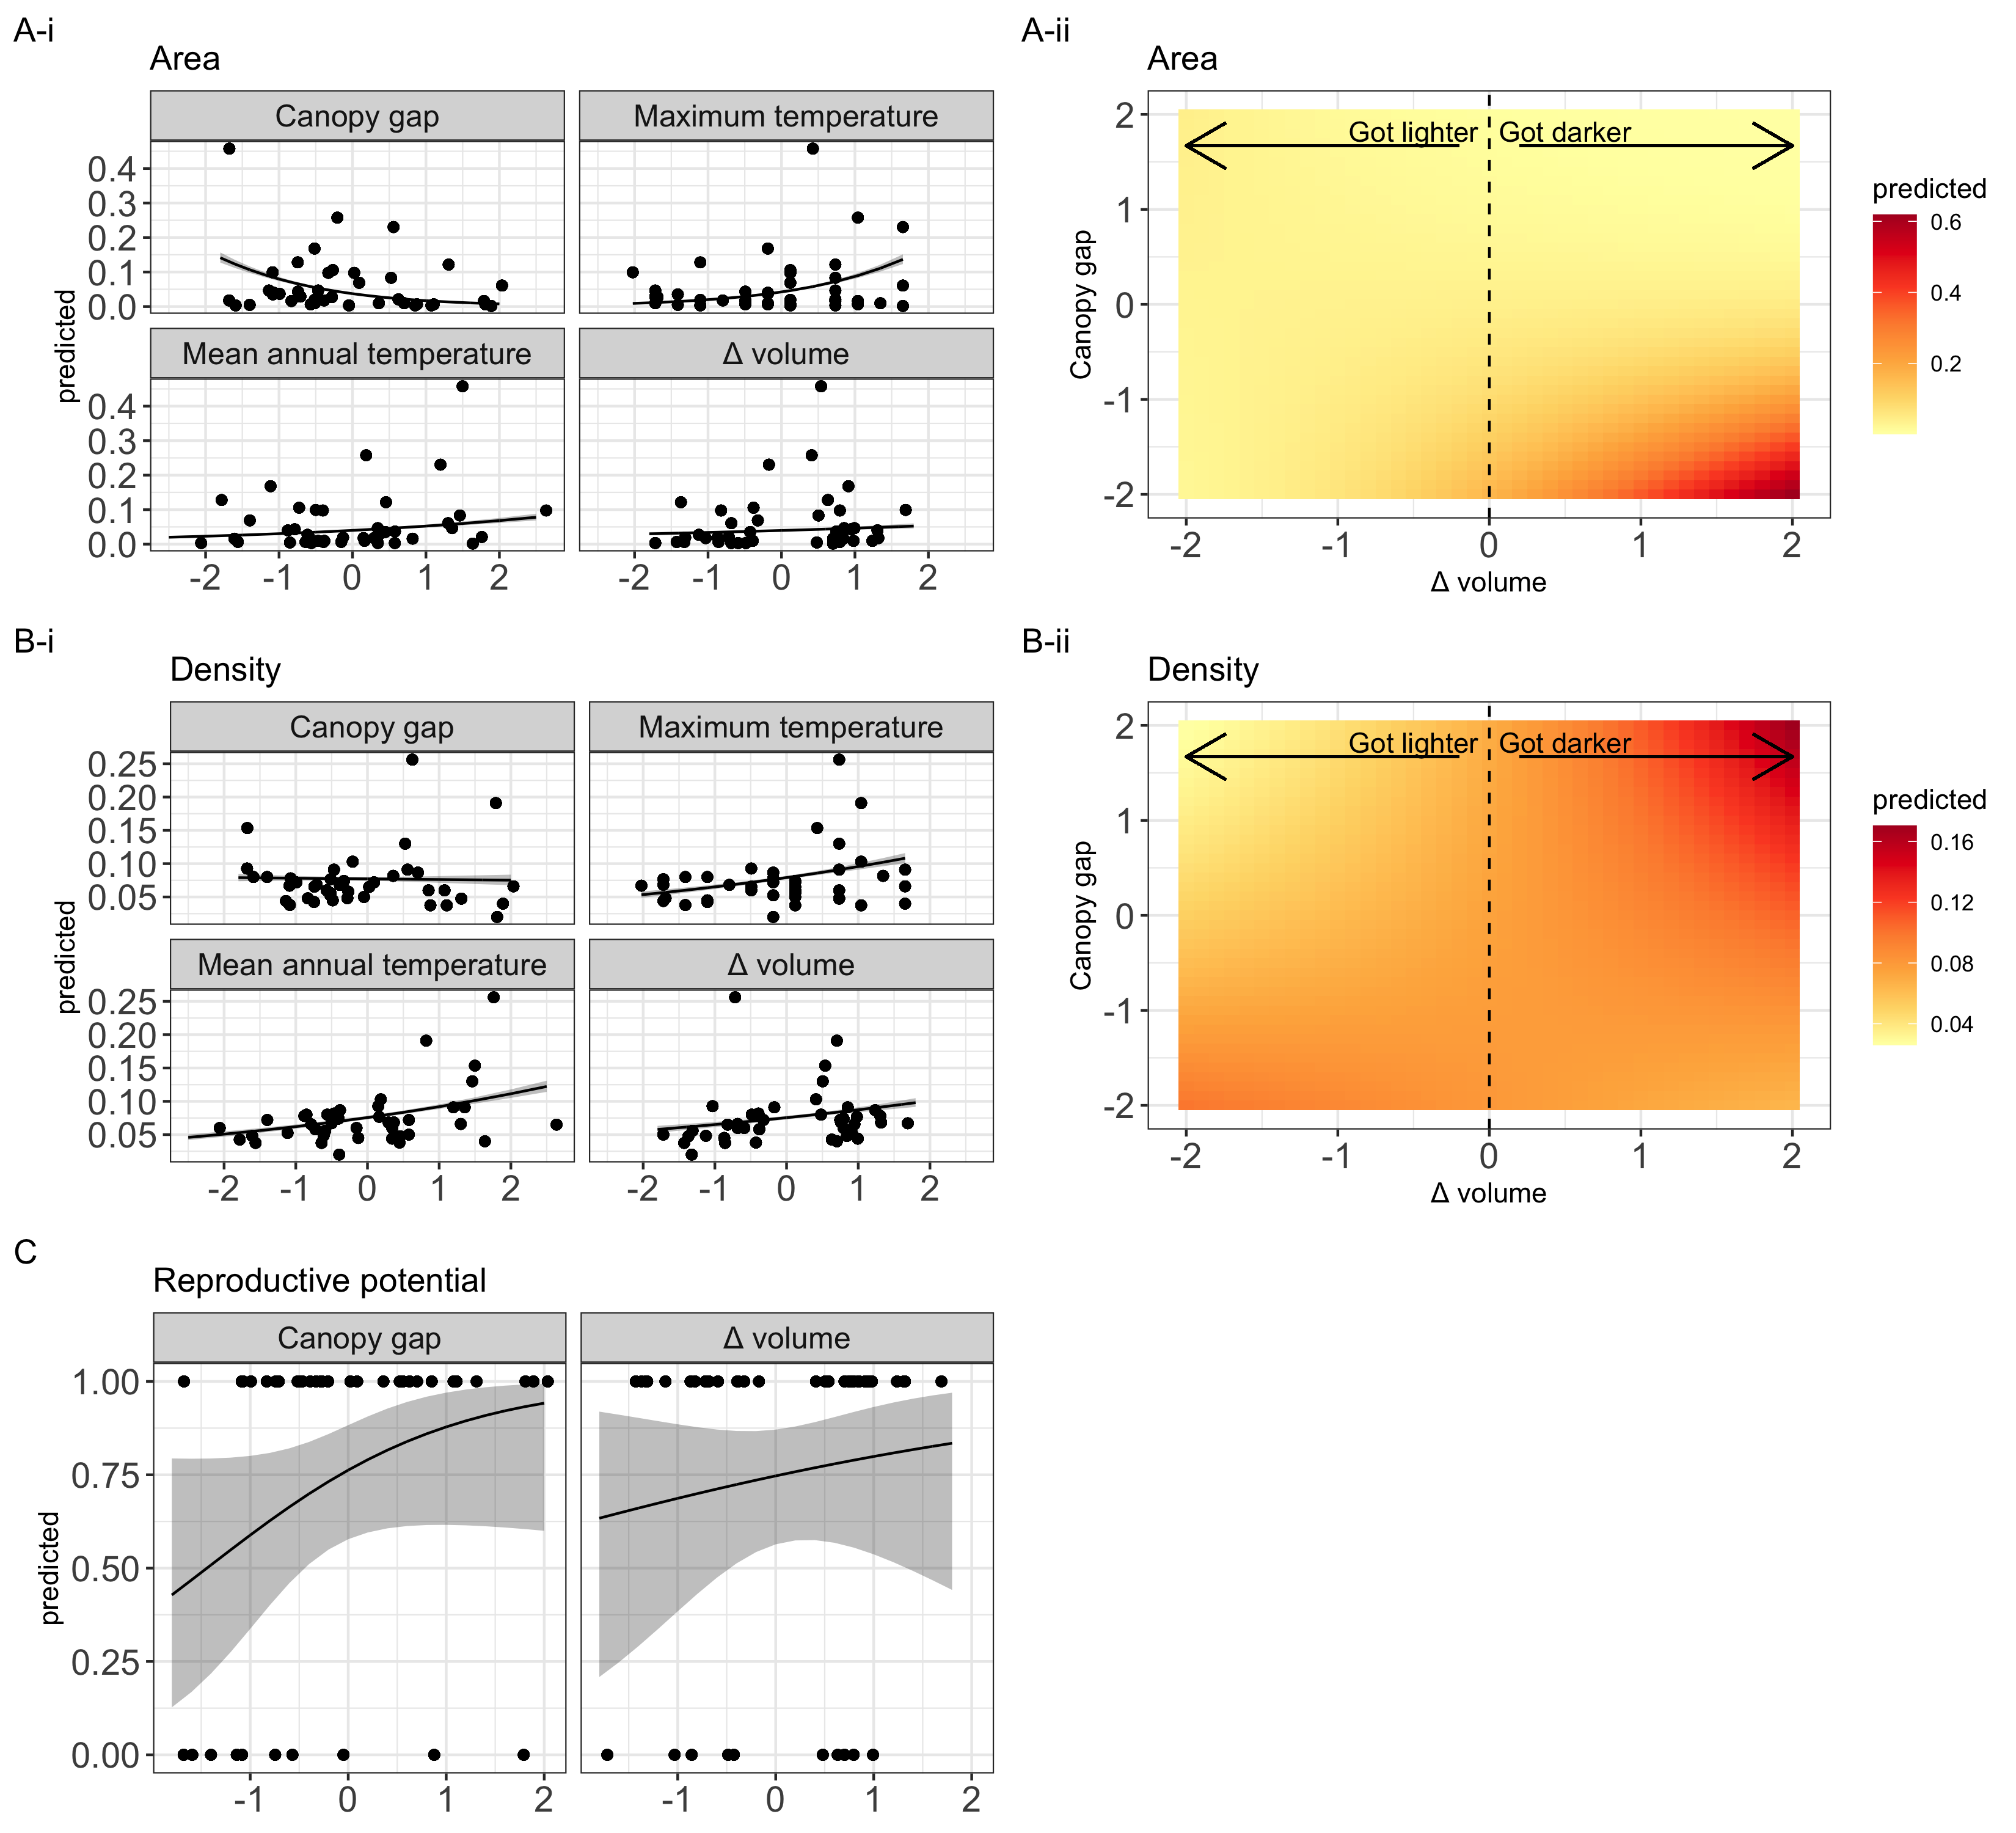 A-i
Area
Canopy gap
Maximum temperature
0.4
0.3
0.2
0.1
0.0
Mean annual temperature
Δ volume
0.4
0.3
0.2
0.1
0.0
predicted
-2 -1 0 1 2
-2 -1 0 1 2
A-ii
Area
Got lighter
Got darker
2
1
0
-1
-2
Canopy gap
-2 -1 0 1 2
Δ volume
predicted
0.6
0.4
0.2
B-i
Density
Canopy gap
Maximum temperature
0.25
0.20
0.15
0.10
0.05
Mean annual temperature
Δ volume
0.25
0.20
0.15
0.10
0.05
predicted
-2 -1 0 1 2
-2 -1 0 1 2
B-ii
Density
Got lighter
Got darker
2
1
0
-1
-2
Canopy gap
-2 -1 0 1 2
Δ volume
predicted
0.16
0.12
0.08
0.04
C
Reproductive potential
Canopy gap
Δ volume
1.00
0.75
0.50
0.25
0.00
predicted
-1 0 1 2
-1 0 1 2